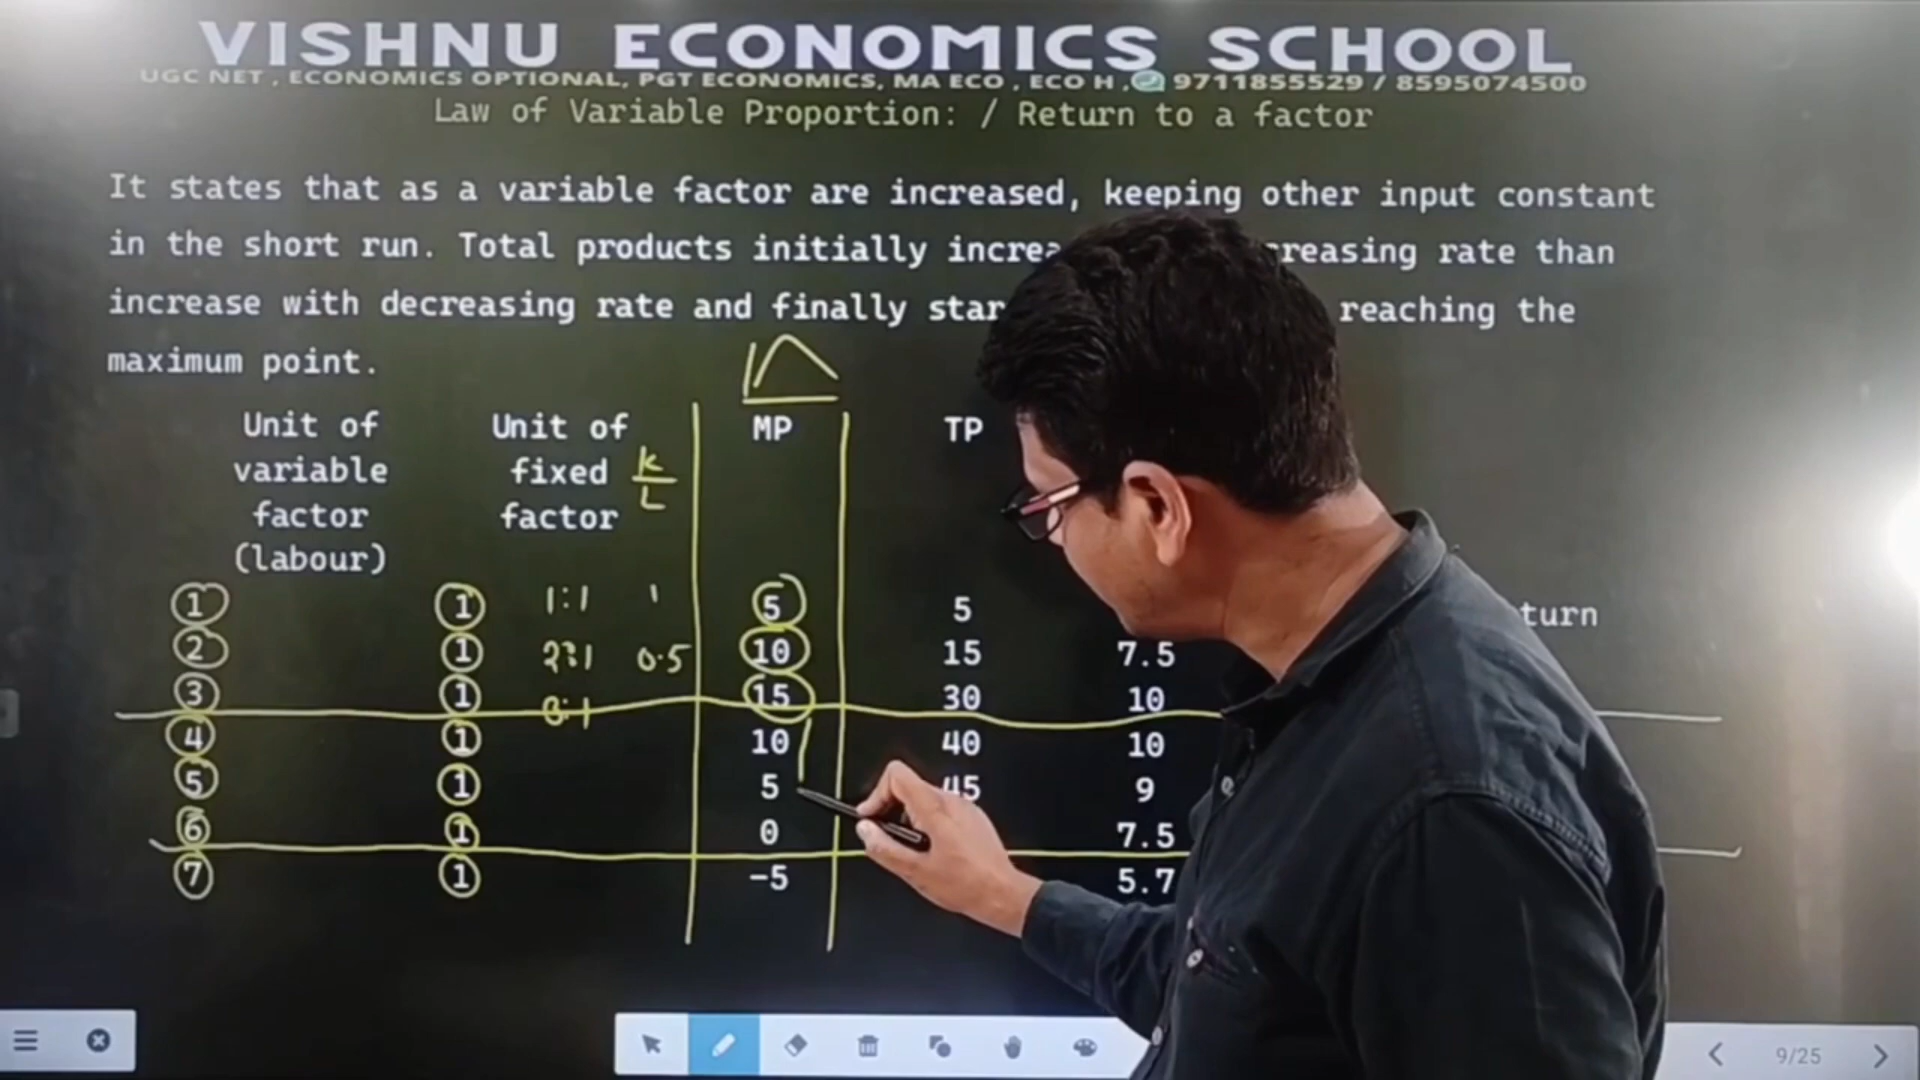 VISHNU ECONOMICS SCHOOL
UGC NET , ECONOMICS OPTIONAL, PGT ECONOMICS, MA ECO , ECO H , 9711855529 / 8595074500
Law of Variable Proportion: / Return to a factor
It states that as a variable factor are increased, keeping other input constant
in the short run. Total products initially increa reasing rate than
increase with decreasing rate and finally star reaching the
maximum point.
Unit of variable factor (labour) Unit of fixed factor K/L MP TP
1 1 1:1 1 5 5 turn
2 1 2:1 0.5 10 15 7.5
3 1 3:1 15 30 10
4 1 10 40 10
5 1 5 45 9
6 1 0 7.5
7 1 -5 5.7
9/25